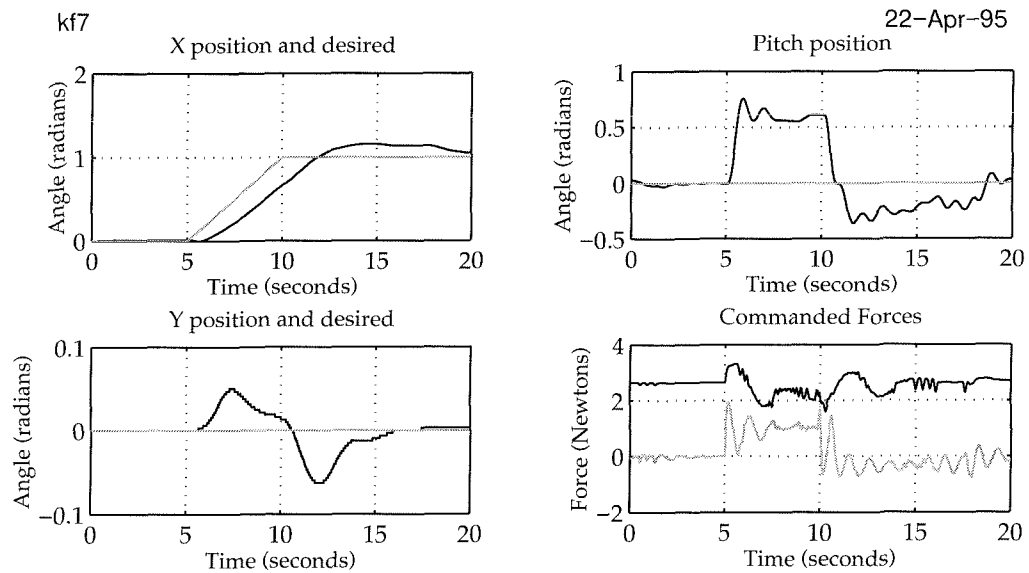 kf7
22-Apr-95
X position and desired
Angle (radians)
2
1
0
0 5 10 15 20
Time (seconds)
Pitch position
Angle (radians)
1
0.5
0
−0.5
0 5 10 15 20
Time (seconds)
Y position and desired
Angle (radians)
0.1
0
−0.1
0 5 10 15 20
Time (seconds)
Commanded Forces
Force (Newtons)
4
2
0
−2
0 5 10 15 20
Time (seconds)